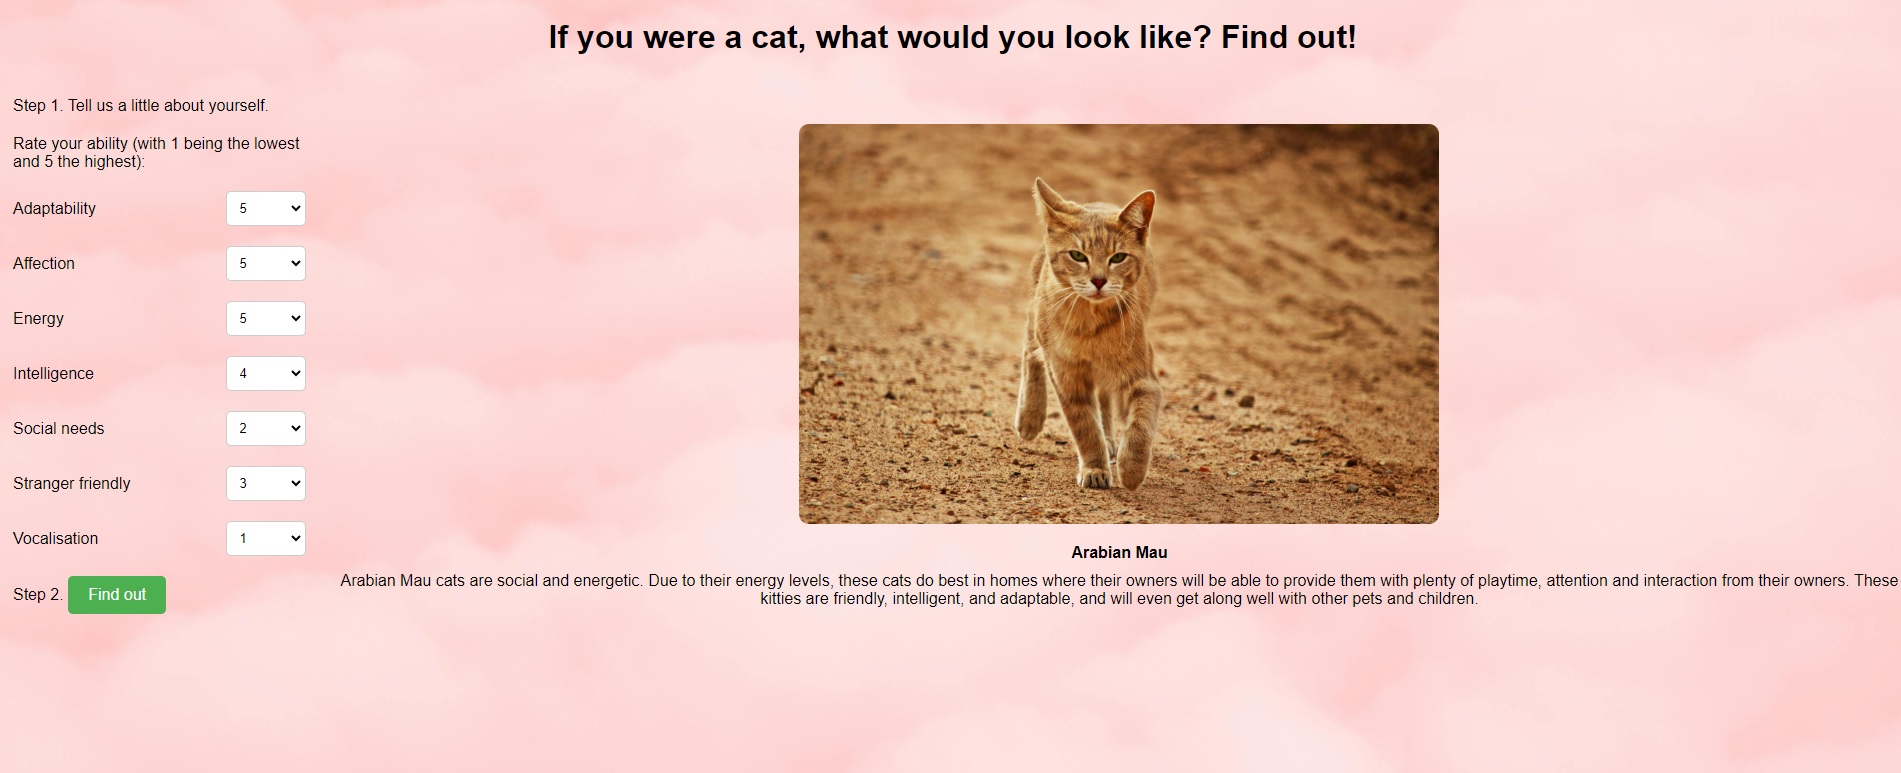 If you were a cat, what would you look like? Find out!
Step 1. Tell us a little about yourself.
Rate your ability (with 1 being the lowest
and 5 the highest):
Adaptability 5
Affection 5
Energy 5
Intelligence 4
Social needs 2
Stranger friendly 3
Vocalisation 1
Step 2. Find out
Arabian Mau
Arabian Mau cats are social and energetic. Due to their energy levels, these cats do best in homes where their owners will be able to provide them with plenty of playtime, attention and interaction from their owners. These
kitties are friendly, intelligent, and adaptable, and will even get along well with other pets and children.